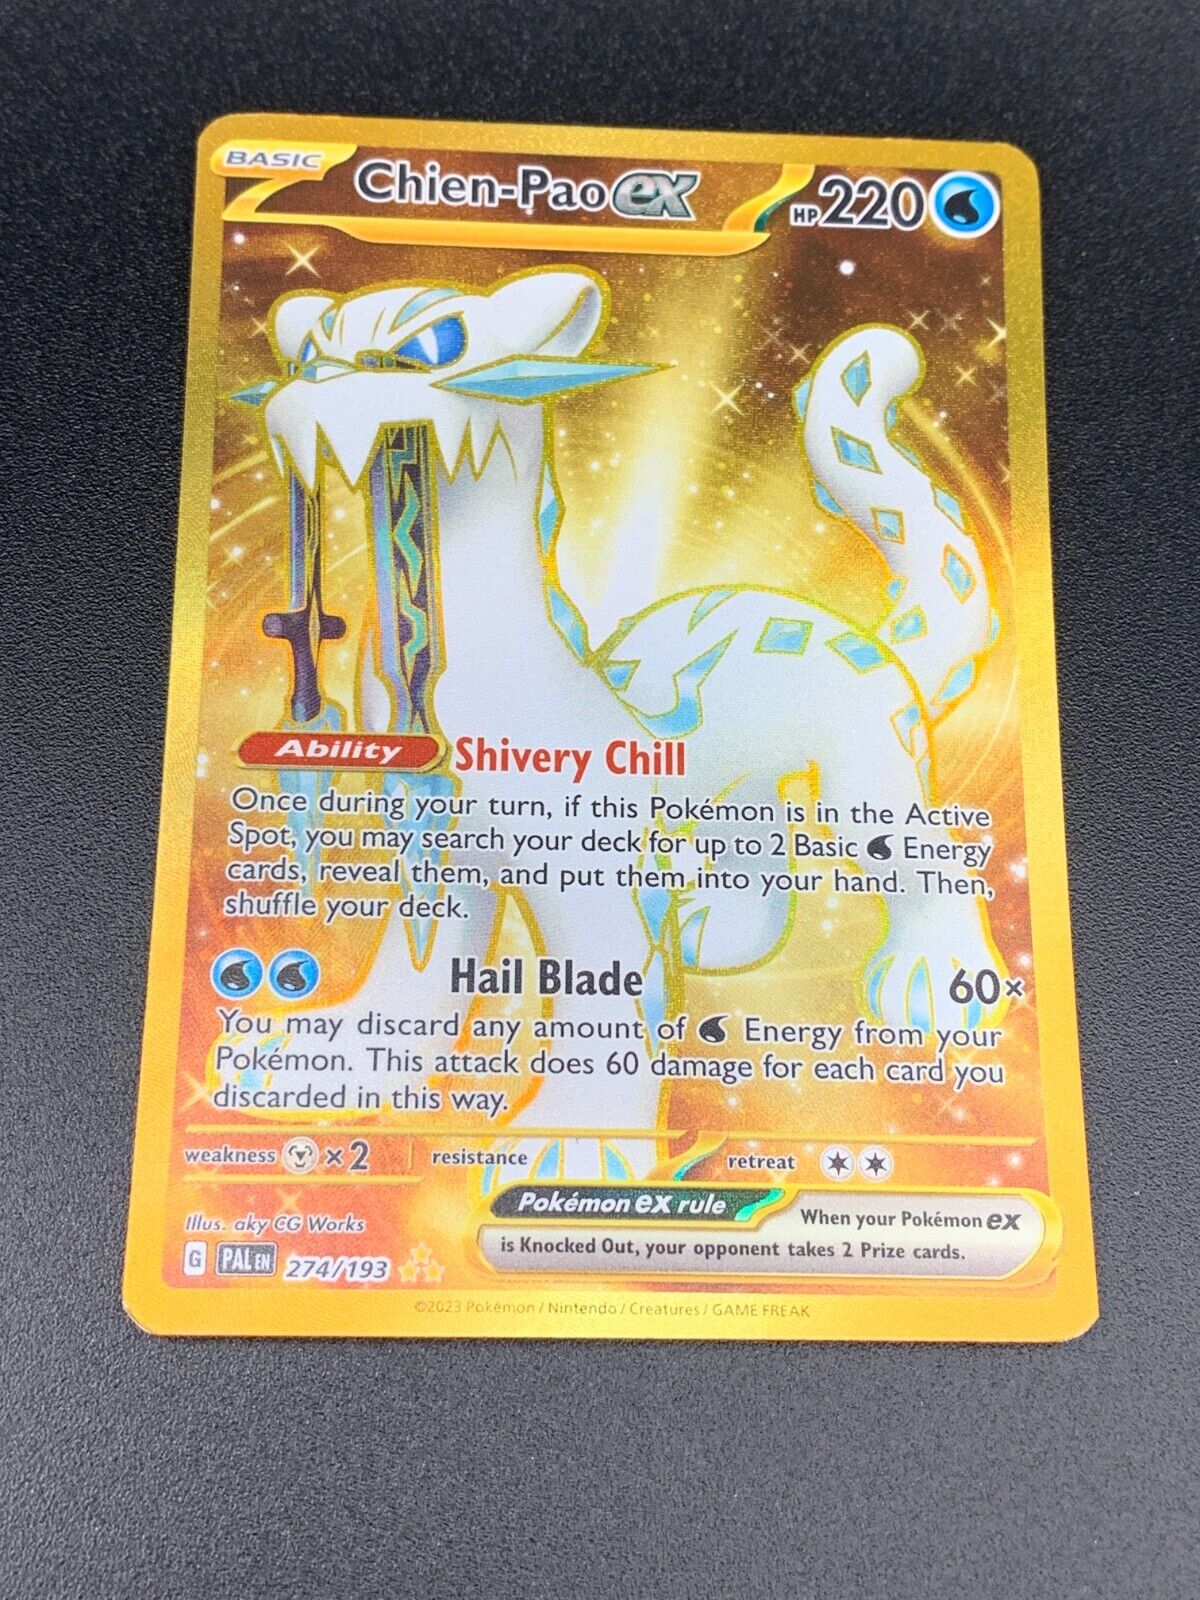 BASIC Chien-Pao ex HP 220
Ability Shivery Chill
Once during your turn, if this Pokémon is in the Active
Spot, you may search your deck for up to 2 Basic Energy
cards, reveal them, and put them into your hand. Then,
shuffle your deck.
Hail Blade 60×
You may discard any amount of Energy from your
Pokémon. This attack does 60 damage for each card you
discarded in this way.
weakness ×2 resistance retreat
Pokémon ex rule When your Pokémon ex
is Knocked Out, your opponent takes 2 Prize cards.
Illus. aky CG Works
G PAL EN 274/193
©2023 Pokémon / Nintendo / Creatures / GAME FREAK